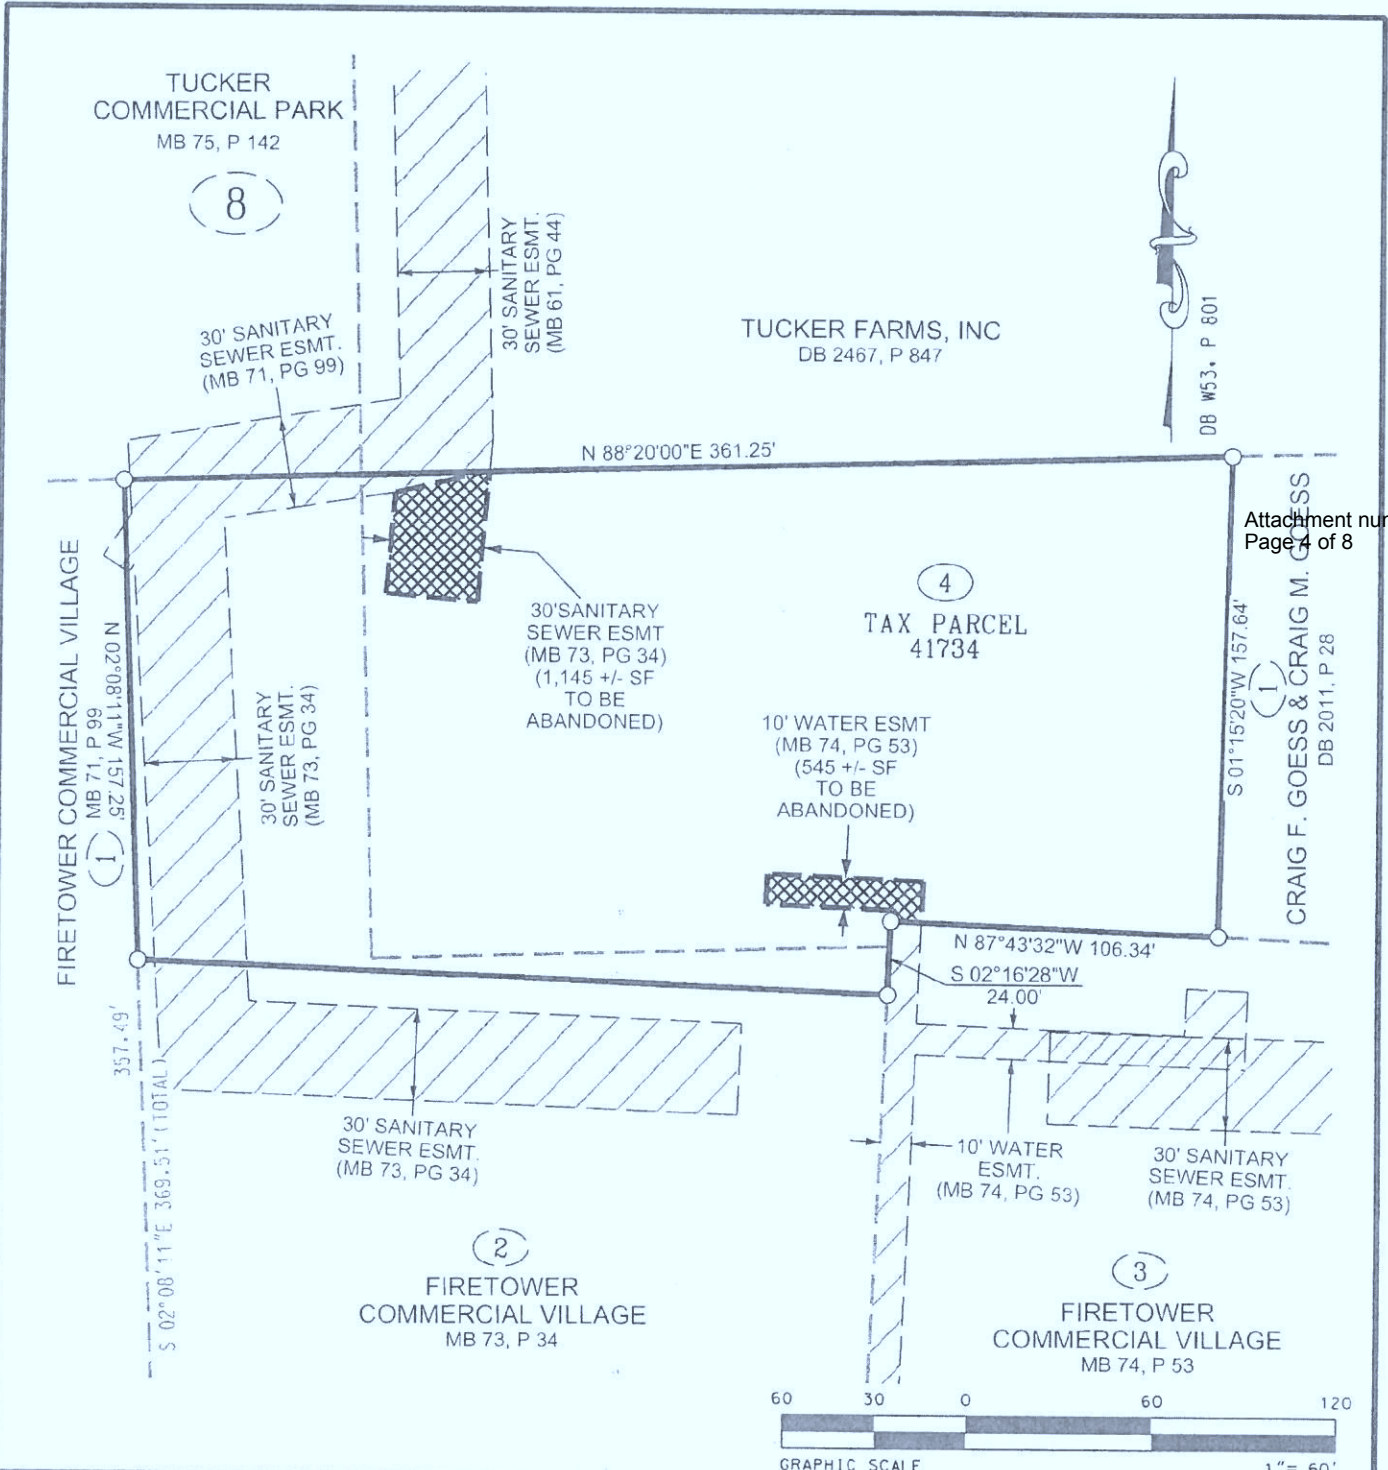 TUCKER
COMMERCIAL PARK
MB 75, P 142
8
30' SANITARY
SEWER ESMT.
(MB 61, PG 44)
30' SANITARY
SEWER ESMT.
(MB 71, PG 99)
TUCKER FARMS, INC
DB 2467, P 847
DB W53, P 801
N 88°20'00"E 361.25'
Attachment num
Page 4 of 8
FIRETOWER COMMERCIAL VILLAGE
MB 71, P 99
1
N 02°08'11"W 157.25'
30' SANITARY
SEWER ESMT.
(MB 73, PG 34)
30'SANITARY
SEWER ESMT
(MB 73, PG 34)
(1,145 +/- SF
TO BE
ABANDONED)
4
TAX PARCEL
41734
10' WATER ESMT
(MB 74, PG 53)
(545 +/- SF
TO BE
ABANDONED)
S 01°15'20"W 157.64'
1
CRAIG F. GOESS & CRAIG M. GOESS
DB 2011, P 28
N 87°43'32"W 106.34'
S 02°16'28"W
24.00'
357.49'
S 02°08'11"E 369.51'(TOTAL)
30' SANITARY
SEWER ESMT.
(MB 73, PG 34)
10' WATER
ESMT.
(MB 74, PG 53)
30' SANITARY
SEWER ESMT.
(MB 74, PG 53)
2
FIRETOWER
COMMERCIAL VILLAGE
MB 73, P 34
3
FIRETOWER
COMMERCIAL VILLAGE
MB 74, P 53
60 30 0 60 120
GRAPHIC SCALE 1"= 60'